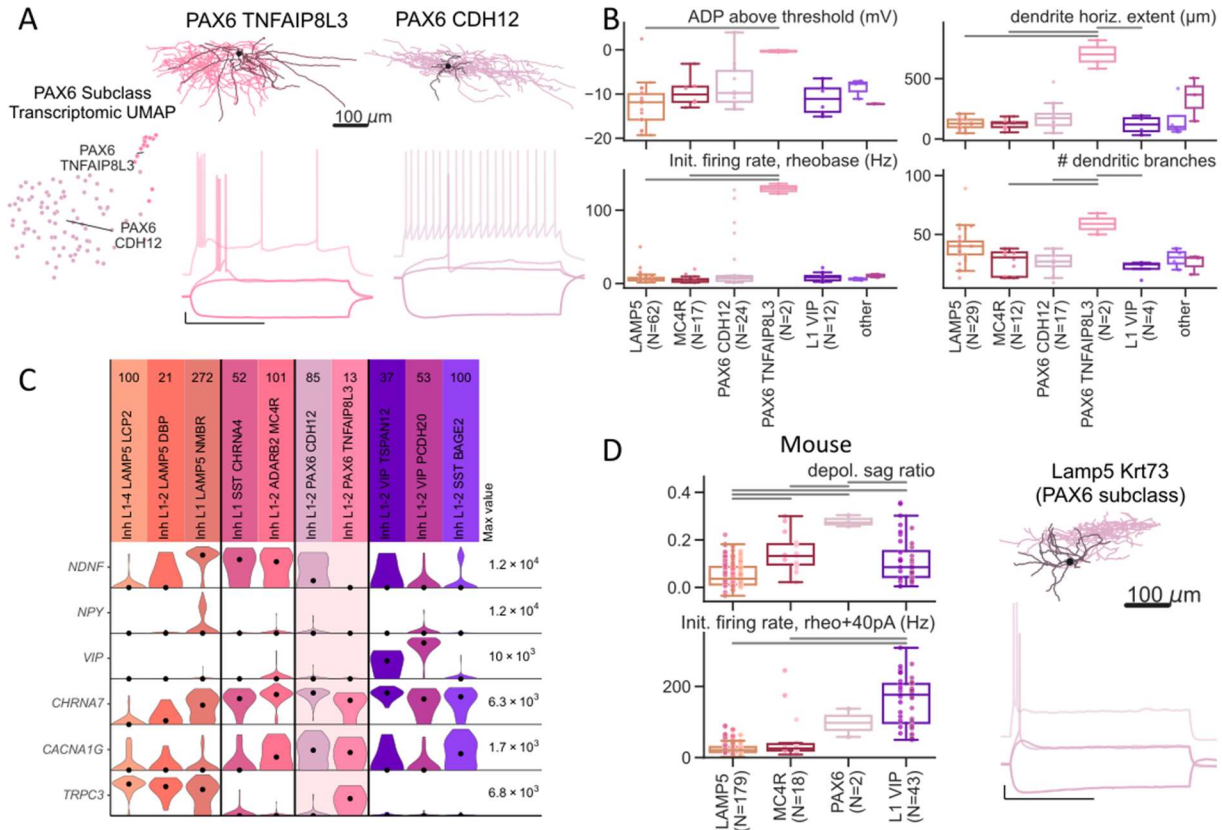 A
PAX6 TNFAIP8L3
PAX6 CDH12
PAX6 Subclass
Transcriptomic UMAP
100 µm
PAX6
TNFAIP8L3
PAX6
CDH12
B
ADP above threshold (mV)
0
−10
−20
dendrite horiz. extent (µm)
500
0
Init. firing rate, rheobase (Hz)
100
0
# dendritic branches
100
50
0
LAMP5
(N=62)
MC4R
(N=17)
PAX6 CDH12
(N=24)
PAX6 TNFAIP8L3
(N=2)
L1 VIP
(N=12)
other
LAMP5
(N=29)
MC4R
(N=12)
PAX6 CDH12
(N=17)
PAX6 TNFAIP8L3
(N=2)
L1 VIP
(N=4)
other
C
100 21 272 52 101 85 13 37 53 100
Inh L1-4 LAMP5 LCP2
Inh L1-2 LAMP5 DBP
Inh L1 LAMP5 NMBR
Inh L1 SST CHRNA4
Inh L1-2 ADARB2 MC4R
Inh L1-2 PAX6 CDH12
Inh L1-2 PAX6 TNFAIP8L3
Inh L1-2 VIP TSPAN12
Inh L1-2 VIP PCDH20
Inh L1-2 SST BAGE2
Max value
NDNF 1.2 × 10⁴
NPY 1.2 × 10⁴
VIP 10 × 10³
CHRNA7 6.3 × 10³
CACNA1G 1.7 × 10³
TRPC3 6.8 × 10³
D
Mouse
depol. sag ratio
0.4
0.2
0.0
Init. firing rate, rheo+40pA (Hz)
200
0
LAMP5
(N=179)
MC4R
(N=18)
PAX6
(N=2)
L1 VIP
(N=43)
Lamp5 Krt73
(PAX6 subclass)
100 µm